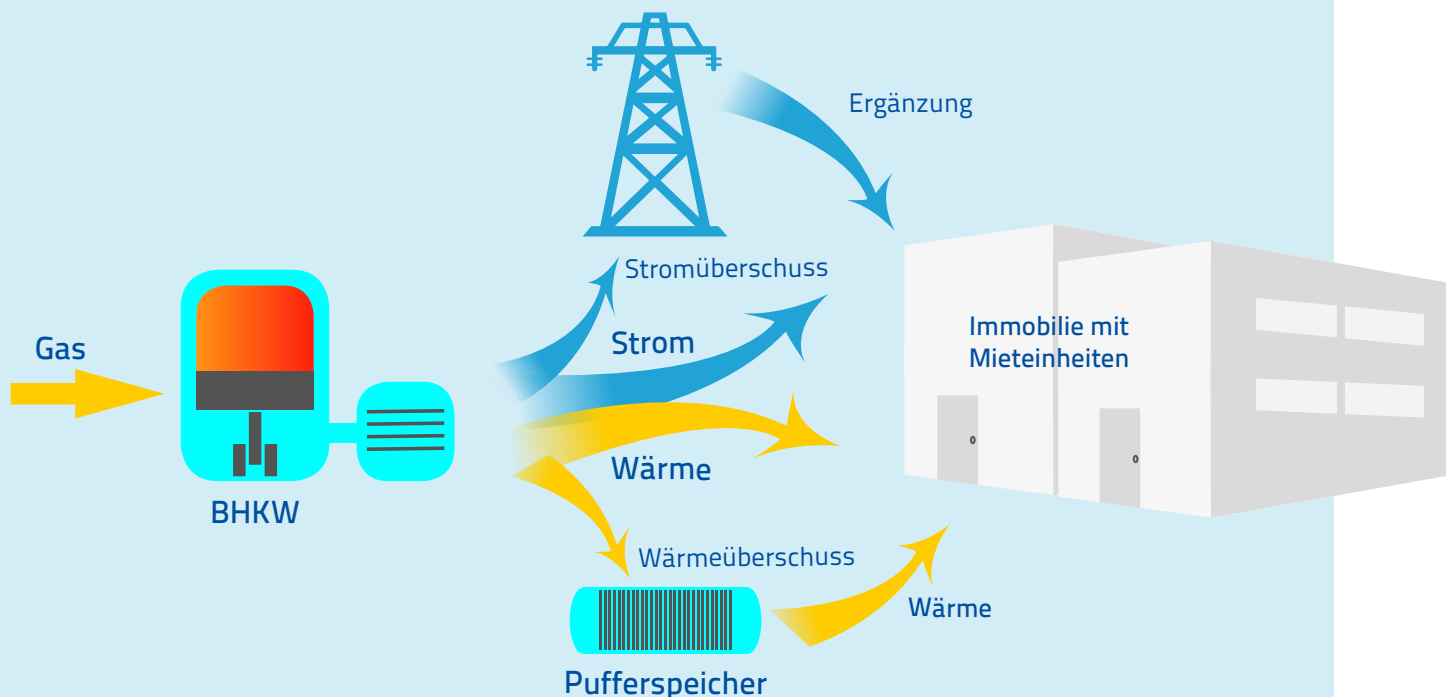 Ergänzung
Stromüberschuss
Strom
Immobilie mit
Mieteinheiten
Gas
Wärme
BHKW
Wärmeüberschuss
Wärme
Pufferspeicher